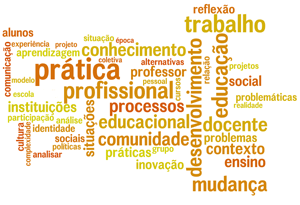 reflexão
trabalho
alunos
situação época
experiência projeto
conhecimento
aprendizagem
coletiva
alternativas
comunicação
prática
professor
pessoal
cursos
relação
educação
projetos
modelo
profissional
desenvolvimento
social
escola
instituições
processos
problemáticas
realidade
participação análise
situações
educacional
docente
cultura
complexidade
identidade
comunidade
problemas
sociais
políticas
contexto
analisar
práticas grupo
ensino
inovação
mudança